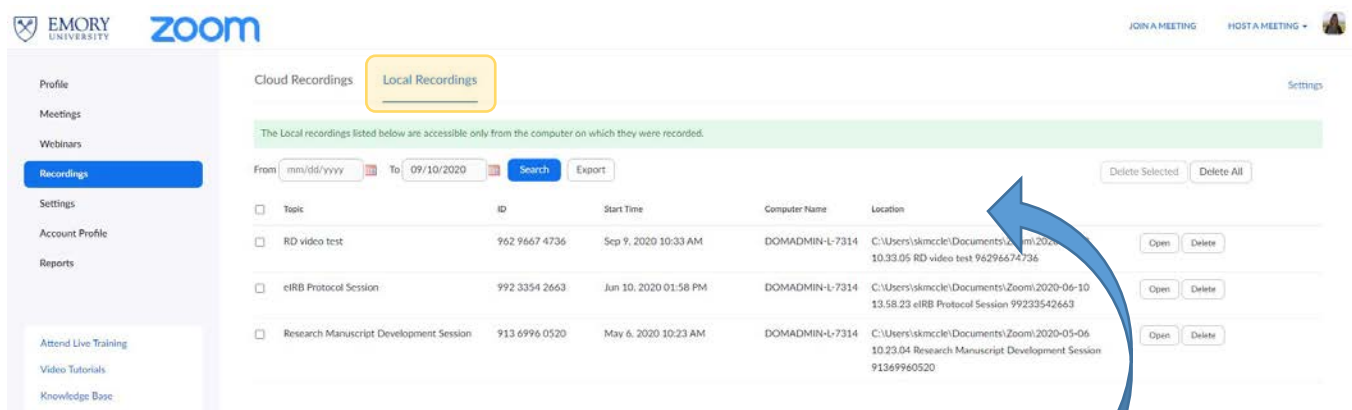 EMORY
UNIVERSITY
zoom
JOIN A MEETING
HOST A MEETING
Profile
Meetings
Webinars
Recordings
Settings
Account Profile
Reports
Attend Live Training
Video Tutorials
Knowledge Base
Cloud Recordings
Local Recordings
Settings
The Local recordings listed below are accessible only from the computer on which they were recorded.
From mm/dd/yyyy To 09/10/2020 Search Export Delete Selected Delete All
Topic ID Start Time Computer Name Location
RD video test 962 9667 4736 Sep 9, 2020 10:33 AM DOMADMIN-L-7314 C:\Users\skmccle\Documents\ Open Delete
10.33.05 RD video test 96296674736
eIRB Protocol Session 992 3354 2663 Jun 10, 2020 01:58 PM DOMADMIN-L-7314 C:\Users\skmccle\Documents\Zoom\2020-06-10 Open Delete
13.58.23 eIRB Protocol Session 99233542663
Research Manuscript Development Session 913 6996 0520 May 6, 2020 10:23 AM DOMADMIN-L-7314 C:\Users\skmccle\Documents\Zoom\2020-05-06 Open Delete
10.23.04 Research Manuscript Development Session
91369960520